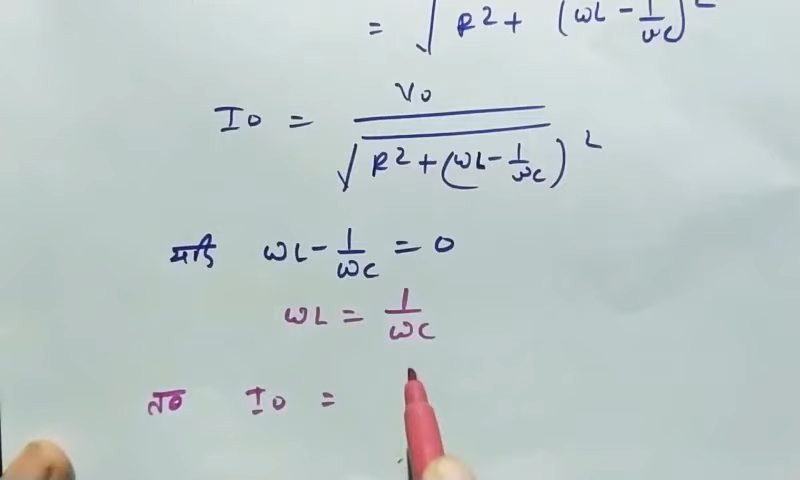 = √R² + (ωL - 1/ωC)²
I0 = V0 / √R² + (ωL - 1/ωC)²
यदि ωL - 1/ωC = 0
ωL = 1/ωC
तब I0 =